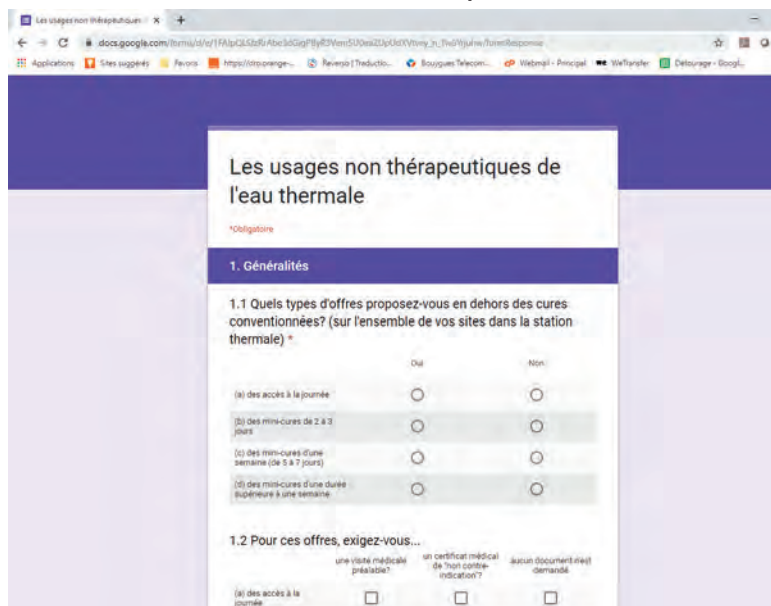 Les usages non thérapeutiques
docs.google.com/forms/d/e/
Applications Sites suggérés Favoris Reverso | Traductio... Bouygues Telecom... Webmail - Principal WeTransfer Détourage - Googl...
Les usages non thérapeutiques de
l'eau thermale
*Obligatoire
1. Généralités
1.1 Quels types d'offres proposez-vous en dehors des cures
conventionnées? (sur l'ensemble de vos sites dans la station
thermale) *
Oui Non
(a) des accès à la journée
(b) des mini-cures de 2 à 3
jours
(c) des mini-cures d'une
semaine (de 5 à 7 jours)
(d) des mini-cures d'une durée
supérieure à une semaine
1.2 Pour ces offres, exigez-vous...
une visite médicale
préalable?
un certificat médical
de "non contre-
indication"?
aucun document n'est
demandé
(a) des accès à la
journée